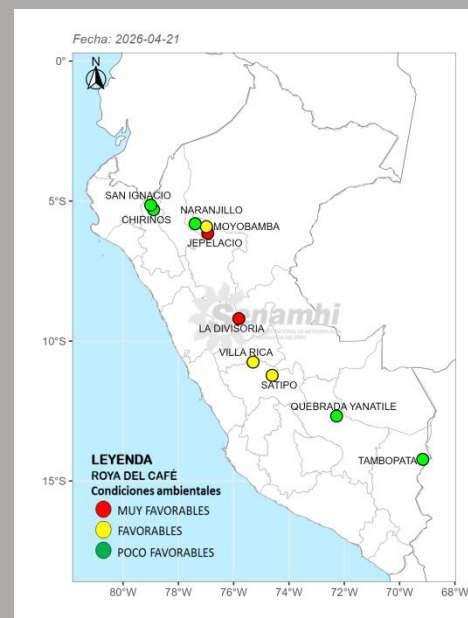 Fecha: 2026-04-21
N
0°
SAN IGNACIO
CHIRINOS
NARANJILLO
MOYOBAMBA
JEPELACIO
5°S
Senamhi
LA DIVISORIA
10°S
VILLA RICA
SATIPO
QUEBRADA YANATILE
TAMBOPATA
15°S
LEYENDA
ROYA DEL CAFÉ
Condiciones ambientales
MUY FAVORABLES
FAVORABLES
POCO FAVORABLES
80°W 78°W 76°W 74°W 72°W 70°W 68°W